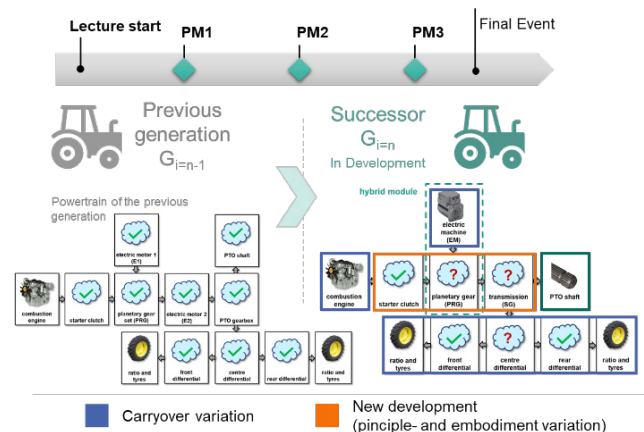 Lecture start
PM1
PM2
PM3
Final Event
Previous
generation
G i=n-1
Successor
G i=n
In Development
Powertrain of the previous
generation
hybrid module
electric motor 1
(E1)
PTO shaft
combustion
engine
starter clutch
planetary gear
set (PRG)
electric motor 2
(E2)
PTO gearbox
ratio and
tyres
front
differential
centre
differential
rear differential
ratio and
tyres
electric
machine
(EM)
combustion
engine
starter clutch
?
planetary gear
(PRG)
?
transmission
(SG)
PTO shaft
ratio and
tyres
front
differential
?
centre
differential
rear
differential
ratio and
tyres
Carryover variation
New development
(pinciple- and embodiment variation)